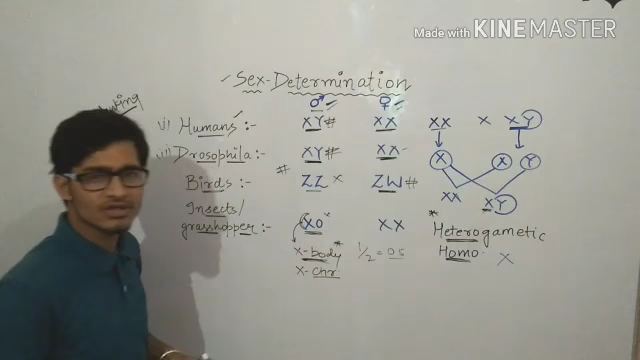 Made with KINEMASTER
Sex-Determination
♂ ♀
i) Humans :- XY# XX XX x XY
ii) Drosophila :- XY# XX X X Y
Birds :- # ZZ x ZW# XX XY
Insects/
grasshopper :- XO XX Heterogametic
X-body* 1/2 = 0.5 Homo. X
X-chr